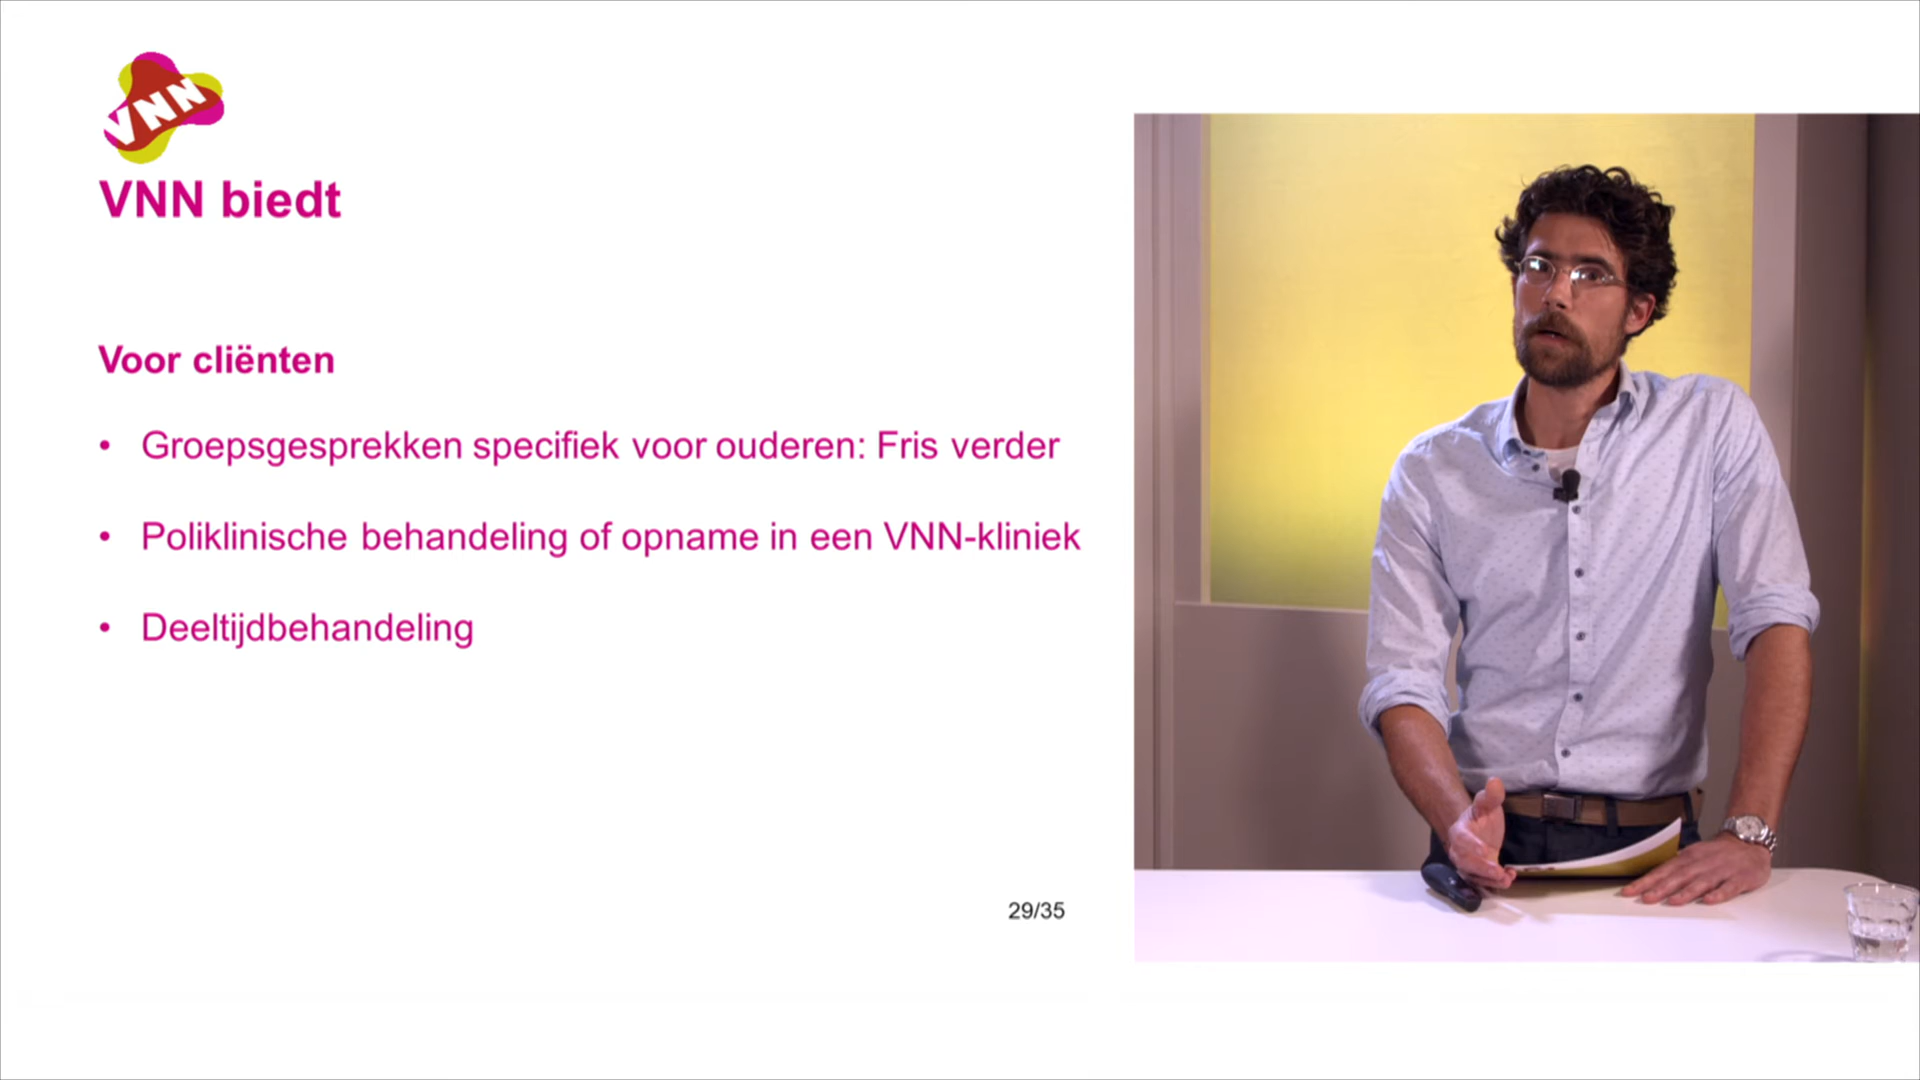 VNN
VNN biedt
Voor cliënten
• Groepsgesprekken specifiek voor ouderen: Fris verder
• Poliklinische behandeling of opname in een VNN-kliniek
• Deeltijdbehandeling
29/35